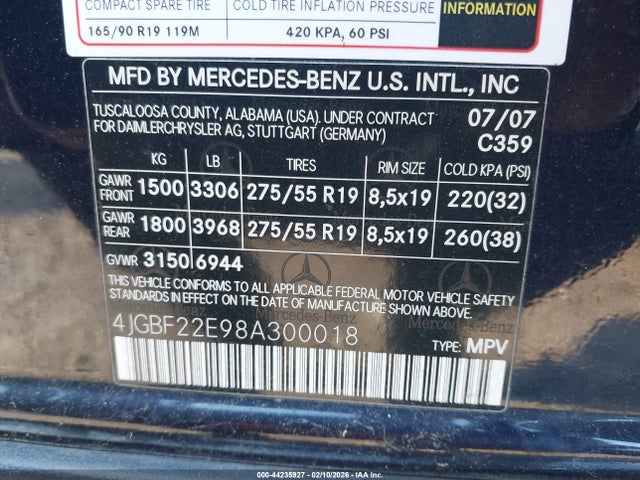 COMPACT SPARE TIRE COLD TIRE INFLATION PRESSURE INFORMATION
165/90 R19 119M 420 KPA, 60 PSI
MFD BY MERCEDES-BENZ U.S. INTL., INC
TUSCALOOSA COUNTY, ALABAMA (USA). UNDER CONTRACT 07/07
FOR DAIMLERCHRYSLER AG, STUTTGART (GERMANY) C359
KG LB TIRES RIM SIZE COLD KPA (PSI)
GAWR FRONT 1500 3306 275/55 R19 8,5x19 220(32)
GAWR REAR 1800 3968 275/55 R19 8,5x19 260(38)
GVWR 3150 6944
THIS VEHICLE CONFORMS TO ALL APPLICABLE FEDERAL MOTOR VEHICLE SAFETY
STANDARDS IN EFFECT ON THE DATE OF MANUFACTURE SHOWN ABOVE.
4JGBF22E98A300018 TYPE: MPV
000-44235927 - 02/10/2026 - IAA Inc.